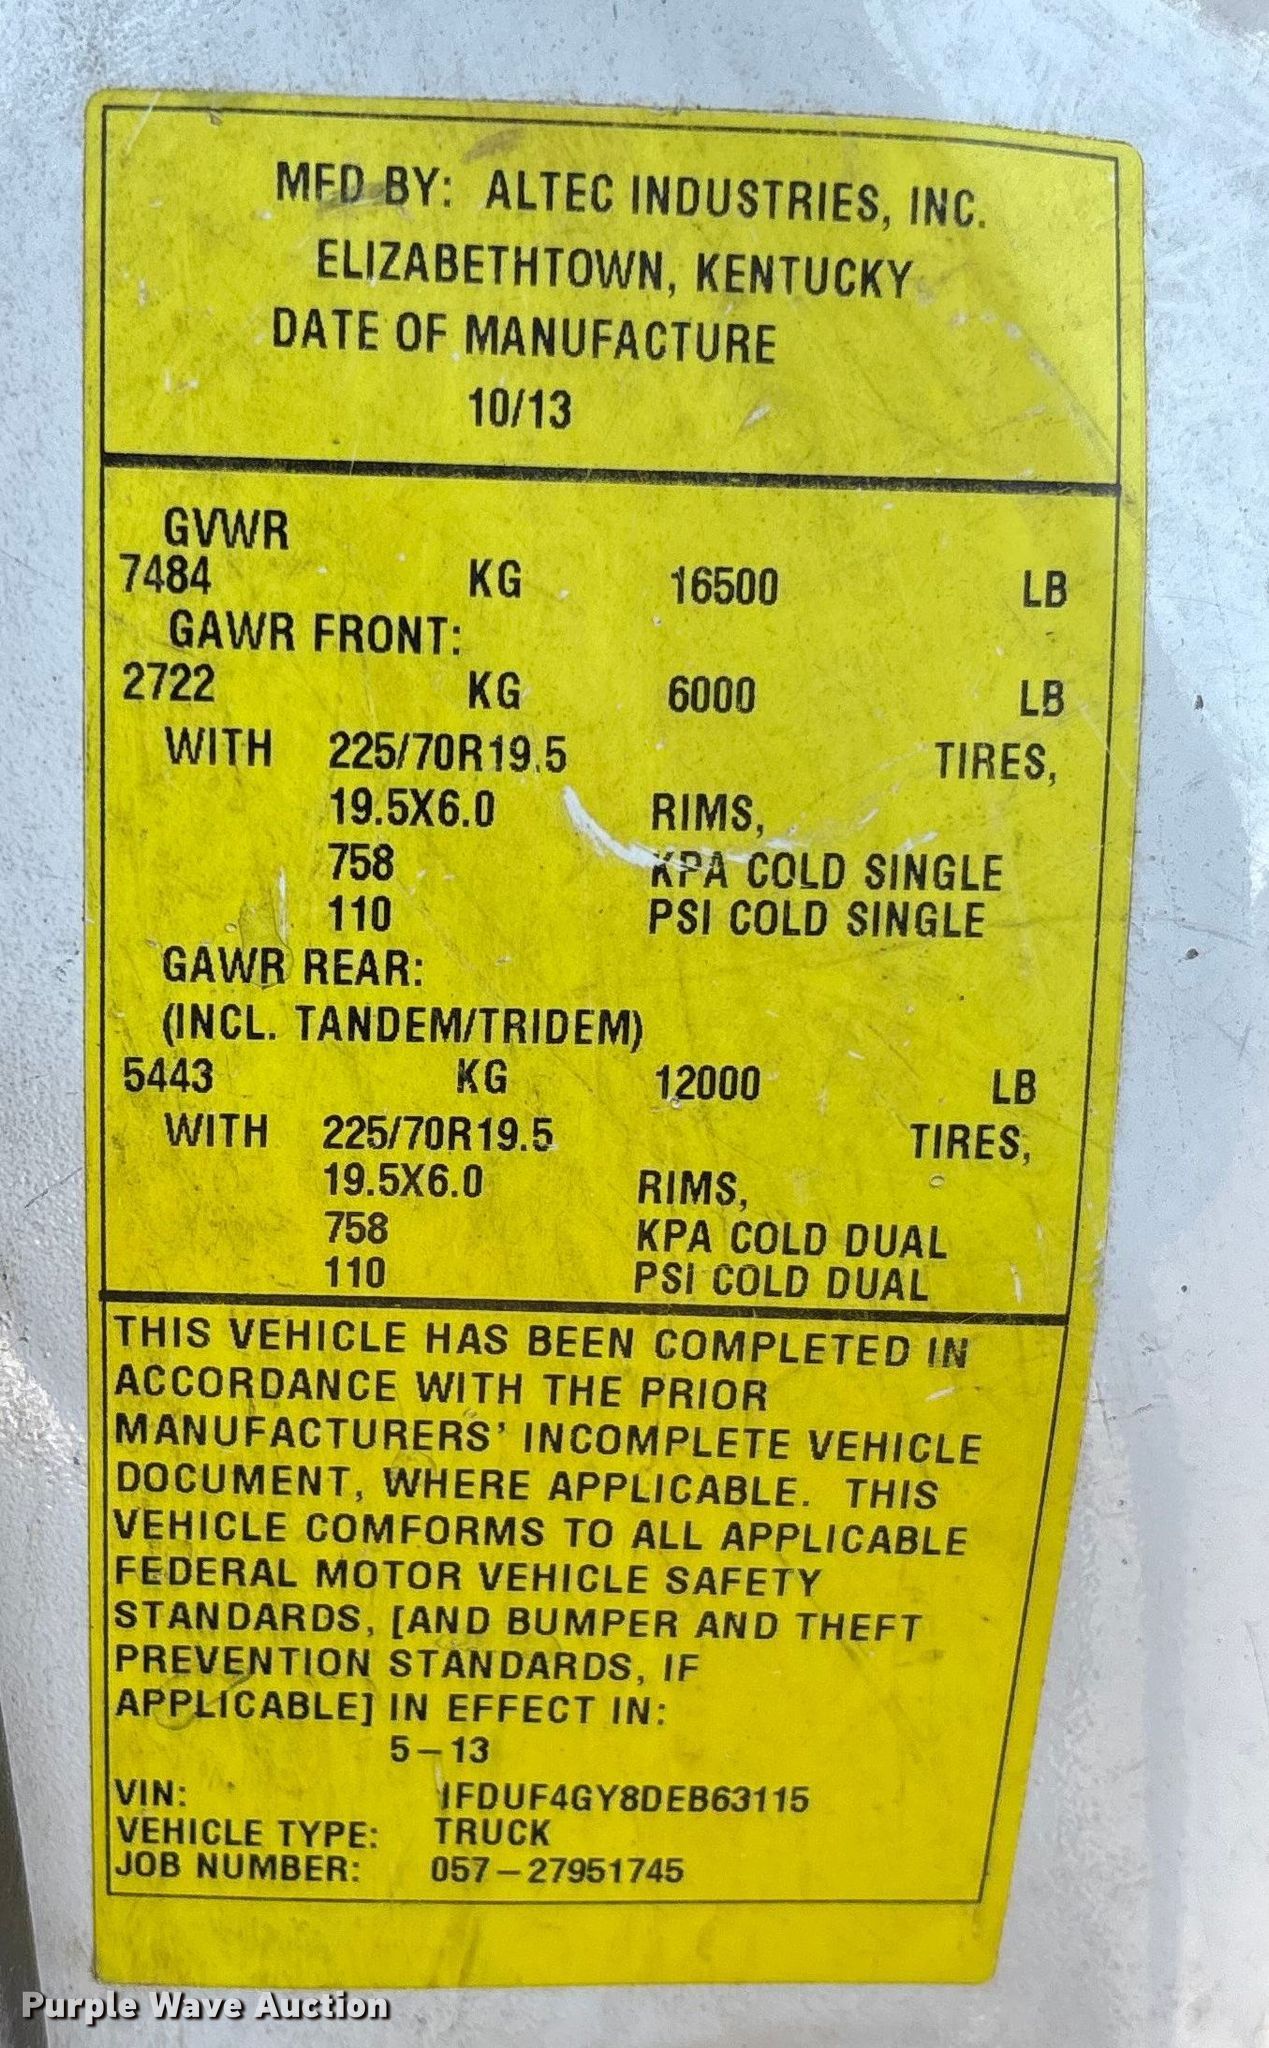 MFD BY: ALTEC INDUSTRIES, INC.
ELIZABETHTOWN, KENTUCKY
DATE OF MANUFACTURE
10/13
GVWR
7484 KG 16500 LB
GAWR FRONT:
2722 KG 6000 LB
WITH 225/70R19.5 TIRES,
19.5X6.0 RIMS,
758 KPA COLD SINGLE
110 PSI COLD SINGLE
GAWR REAR:
(INCL. TANDEM/TRIDEM)
5443 KG 12000 LB
WITH 225/70R19.5 TIRES,
19.5X6.0 RIMS,
758 KPA COLD DUAL
110 PSI COLD DUAL
THIS VEHICLE HAS BEEN COMPLETED IN
ACCORDANCE WITH THE PRIOR
MANUFACTURERS' INCOMPLETE VEHICLE
DOCUMENT, WHERE APPLICABLE. THIS
VEHICLE COMFORMS TO ALL APPLICABLE
FEDERAL MOTOR VEHICLE SAFETY
STANDARDS, [AND BUMPER AND THEFT
PREVENTION STANDARDS, IF
APPLICABLE] IN EFFECT IN:
5-13
VIN: 1FDUF4GY8DEB63115
VEHICLE TYPE: TRUCK
JOB NUMBER: 057-27951745
Purple Wave Auction